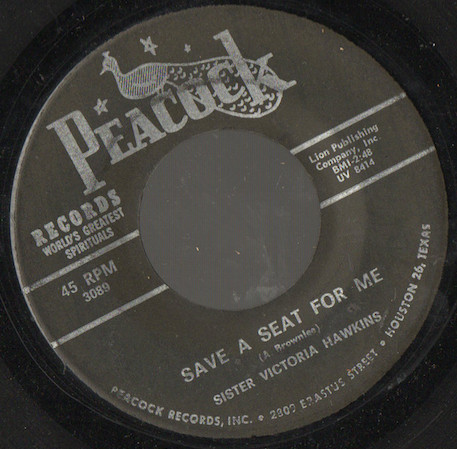 PEACOCK
RECORDS
WORLD'S GREATEST
SPIRITUALS
45 RPM
3089
Lion Publishing
Company, Inc
BMI-2:48
UV 8414
SAVE A SEAT FOR ME
(A Brownlee)
SISTER VICTORIA HAWKINS
PEACOCK RECORDS, INC. • 2809 ERASTUS STREET • HOUSTON 26, TEXAS